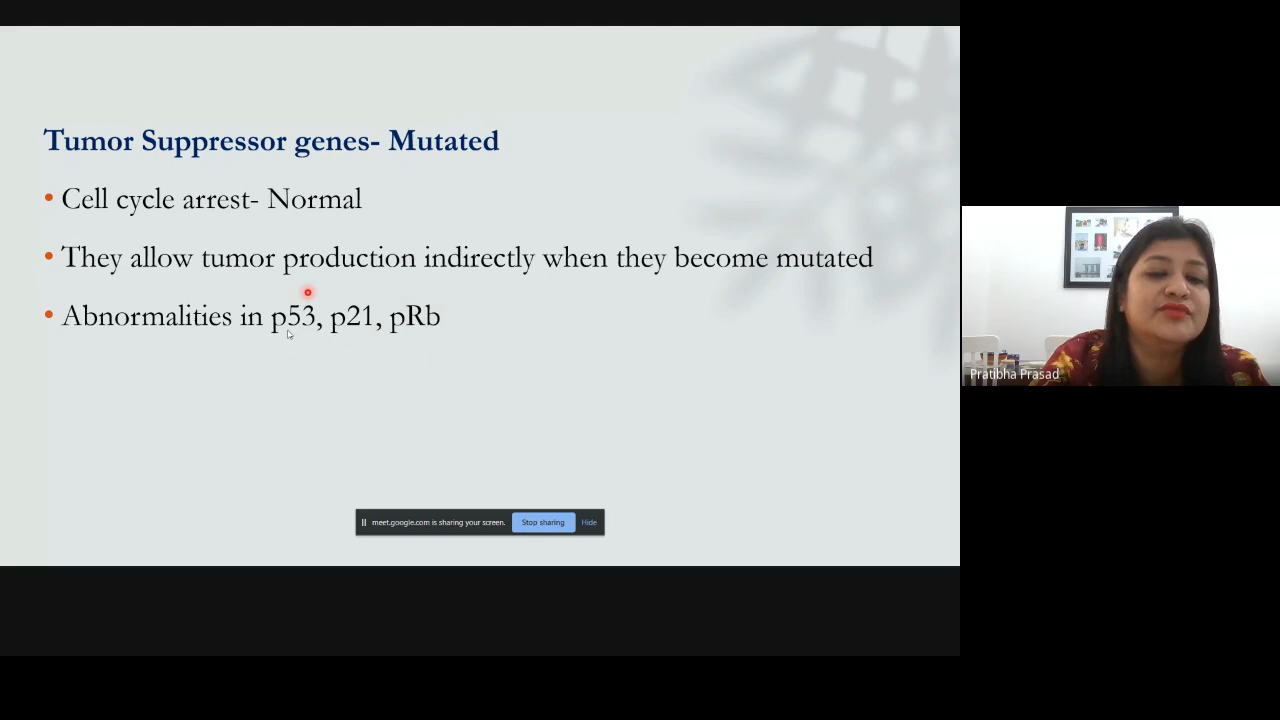 Tumor Suppressor genes- Mutated
• Cell cycle arrest- Normal
• They allow tumor production indirectly when they become mutated
• Abnormalities in p53, p21, pRb
Pratibha Prasad
meet.google.com is sharing your screen. Stop sharing Hide